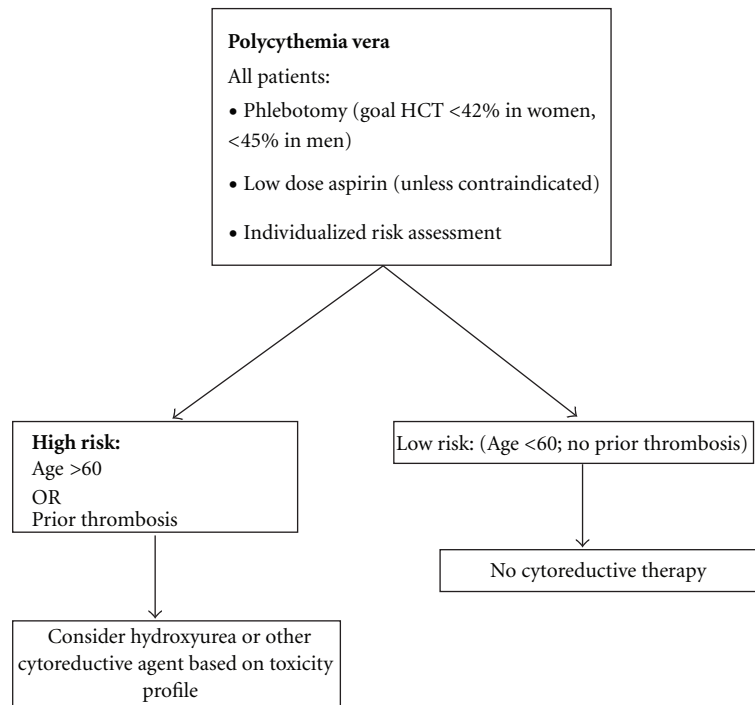 Polycythemia vera
All patients:
• Phlebotomy (goal HCT <42% in women,
<45% in men)
• Low dose aspirin (unless contraindicated)
• Individualized risk assessment
High risk:
Age >60
OR
Prior thrombosis
Low risk: (Age <60; no prior thrombosis)
No cytoreductive therapy
Consider hydroxyurea or other
cytoreductive agent based on toxicity
profile